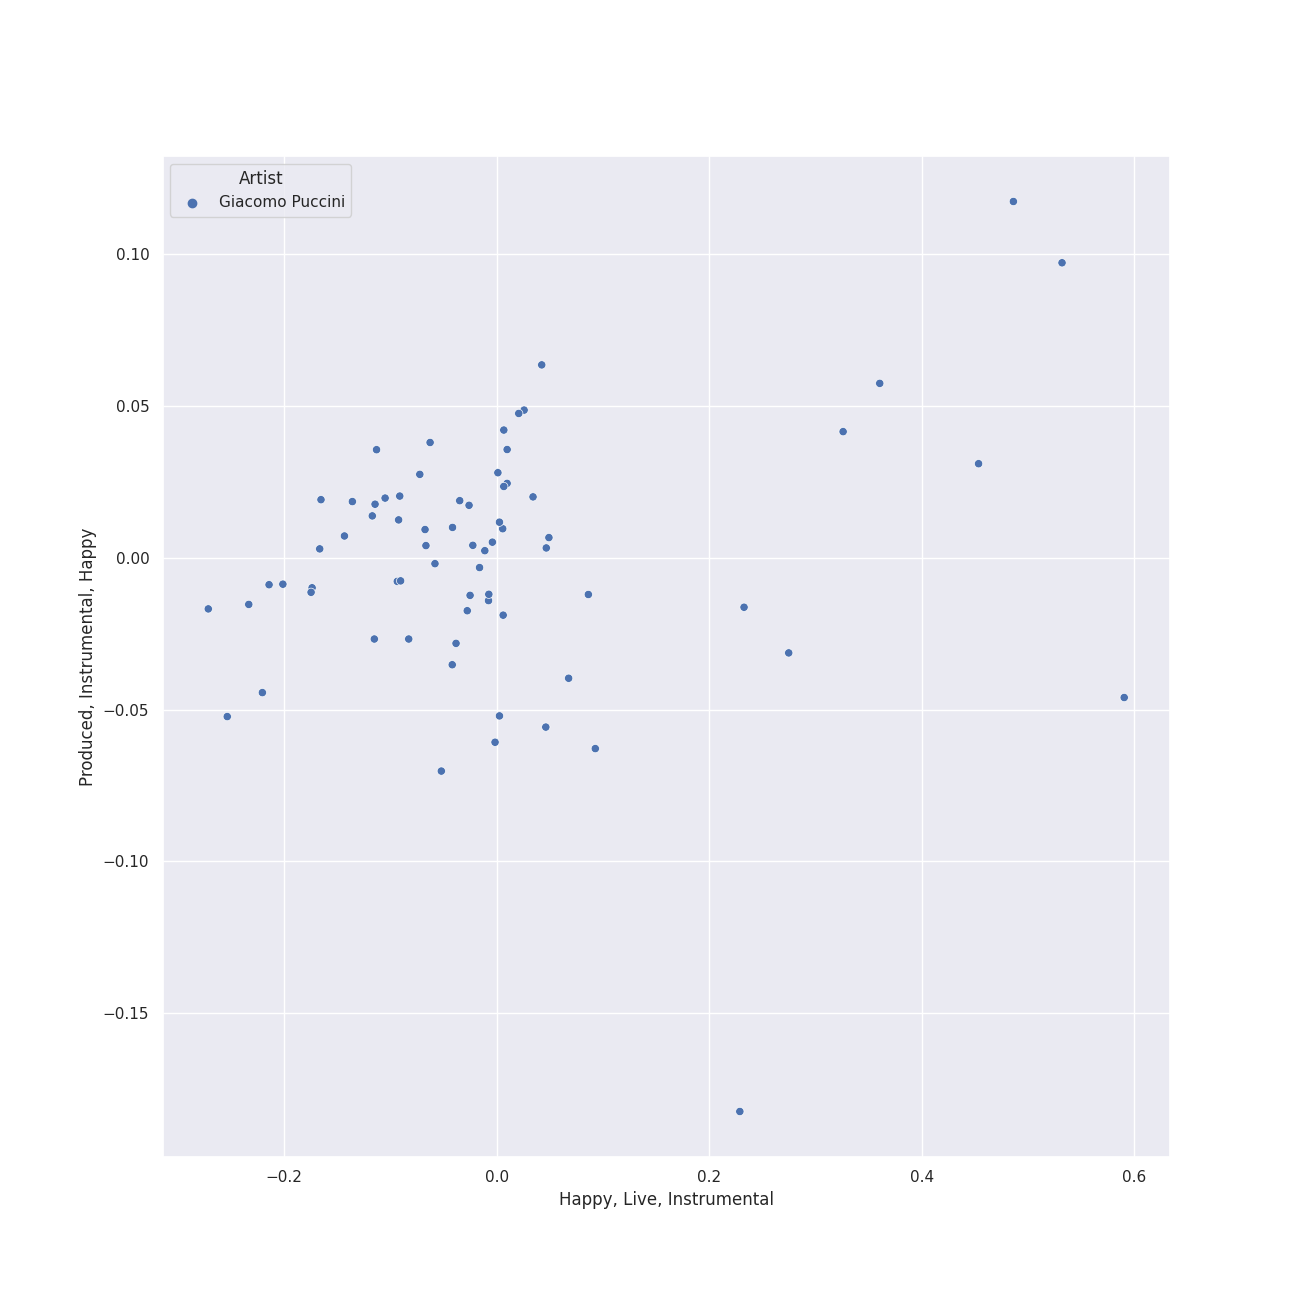 Artist
Giacomo Puccini
0.10
0.05
0.00
−0.05
−0.10
−0.15
Produced, Instrumental, Happy
−0.2 0.0 0.2 0.4 0.6
Happy, Live, Instrumental